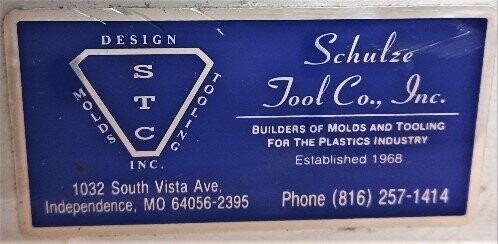 DESIGN
MOLDS
STC
TOOLING
INC.
1032 South Vista Ave,
Independence, MO 64056-2395
Schulze
Tool Co., Inc.
BUILDERS OF MOLDS AND TOOLING
FOR THE PLASTICS INDUSTRY
Established 1968
Phone (816) 257-1414